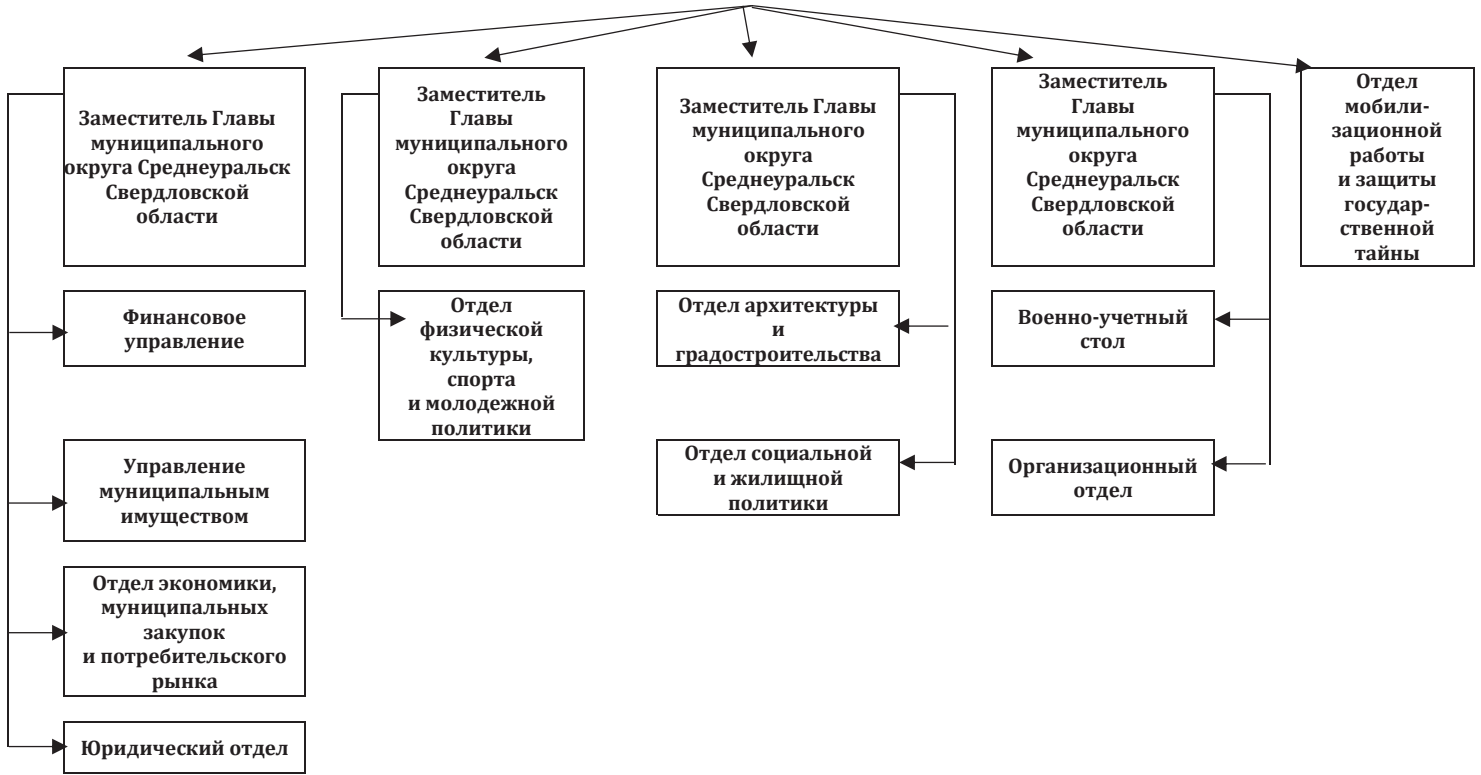 Заместитель Главы
муниципального
округа Среднеуральск
Свердловской
области
Заместитель
Главы
муниципального
округа
Среднеуральск
Свердловской
области
Заместитель Главы
муниципального
округа
Среднеуральск
Свердловской
области
Заместитель
Главы
муниципального
округа
Среднеуральск
Свердловской
области
Отдел
мобили-
зационной
работы
и защиты
государ-
ственной
тайны
Финансовое
управление
Отдел
физической
культуры,
спорта
и молодежной
политики
Отдел архитектуры
и
градостроительства
Военно-учетный
стол
Управление
муниципальным
имуществом
Отдел социальной
и жилищной
политики
Организационный
отдел
Отдел экономики,
муниципальных
закупок
и потребительского
рынка
Юридический отдел